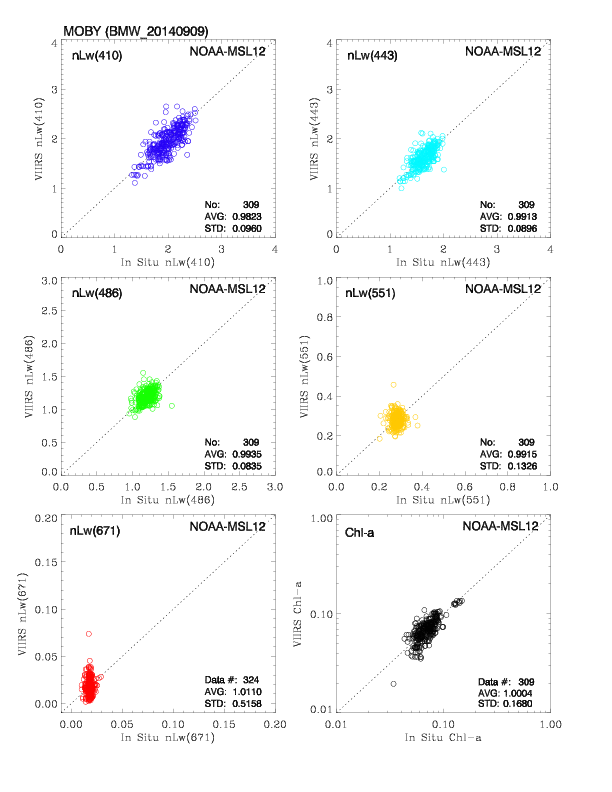 MOBY (BMW_20140909)
nLw(410) NOAA-MSL12
4
3
2
1
0
VIIRS nLw(410)
No: 309
AVG: 0.9823
STD: 0.0960
0 1 2 3 4
In Situ nLw(410)
nLw(443) NOAA-MSL12
4
3
2
1
0
VIIRS nLw(443)
No: 309
AVG: 0.9913
STD: 0.0896
0 1 2 3 4
In Situ nLw(443)
nLw(486) NOAA-MSL12
3.0
2.5
2.0
1.5
1.0
0.5
0.0
VIIRS nLw(486)
No: 309
AVG: 0.9935
STD: 0.0835
0.0 0.5 1.0 1.5 2.0 2.5 3.0
In Situ nLw(486)
nLw(551) NOAA-MSL12
1.0
0.8
0.6
0.4
0.2
0.0
VIIRS nLw(551)
No: 309
AVG: 0.9915
STD: 0.1326
0.0 0.2 0.4 0.6 0.8 1.0
In Situ nLw(551)
nLw(671) NOAA-MSL12
0.20
0.15
0.10
0.05
0.00
VIIRS nLw(671)
Data #: 324
AVG: 1.0110
STD: 0.5158
0.00 0.05 0.10 0.15 0.20
In Situ nLw(671)
Chl-a NOAA-MSL12
1.00
0.10
0.01
VIIRS Chl-a
Data #: 309
AVG: 1.0004
STD: 0.1680
0.01 0.10 1.00
In Situ Chl-a